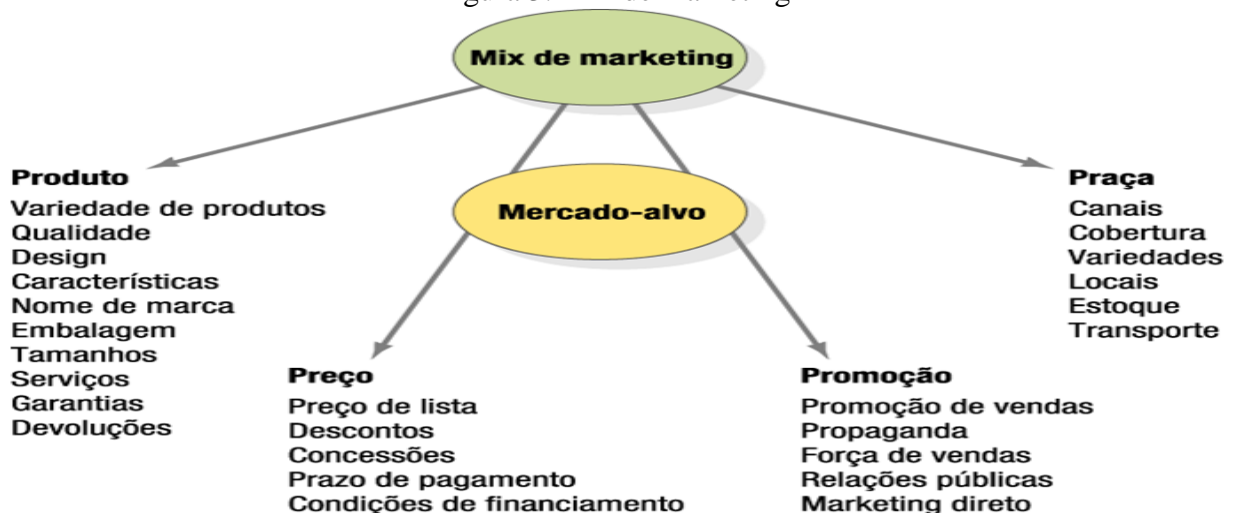 Mix de marketing
Mercado-alvo
Produto
Variedade de produtos
Qualidade
Design
Características
Nome de marca
Embalagem
Tamanhos
Serviços
Garantias
Devoluções
Preço
Preço de lista
Descontos
Concessões
Prazo de pagamento
Condições de financiamento
Promoção
Promoção de vendas
Propaganda
Força de vendas
Relações públicas
Marketing direto
Praça
Canais
Cobertura
Variedades
Locais
Estoque
Transporte